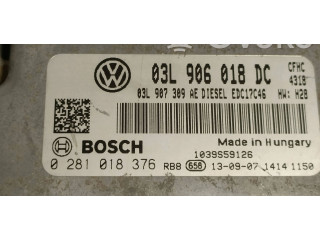 03L 906 018 DC CFHC
4318
03L 907 309 AE DIESEL EDC17C46 HW: H28
Made in Hungary
BOSCH 1039S59126
0 281 018 376 RB8 658 13-09-07 1414 1150